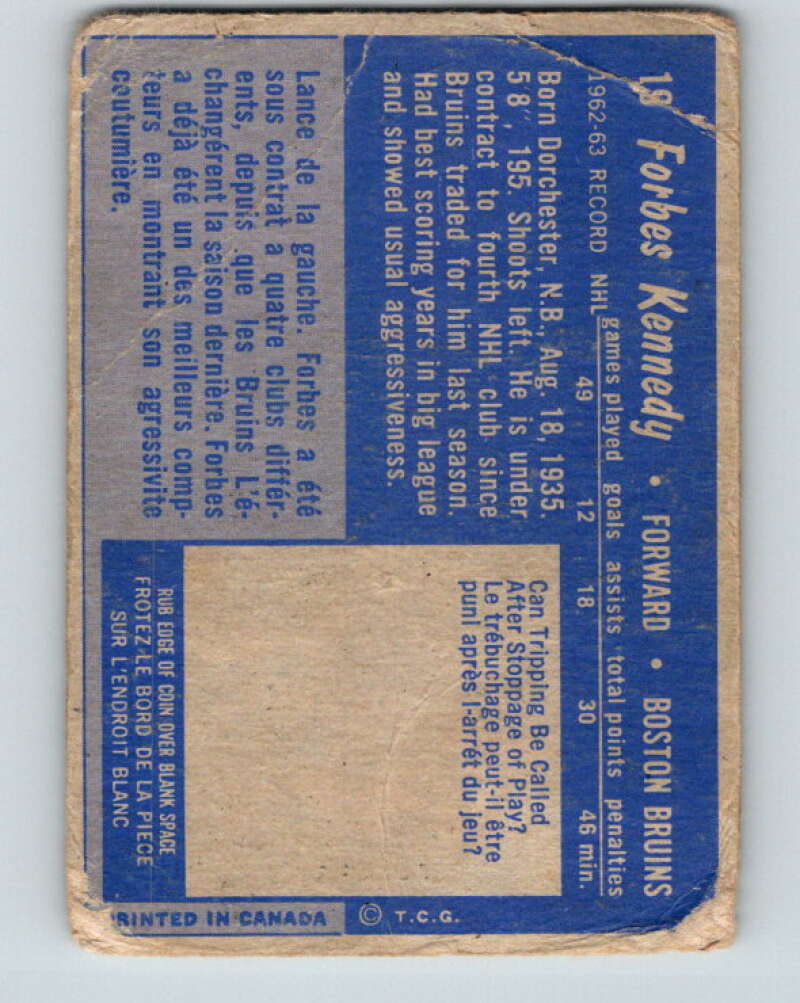 18 Forbes Kennedy • FORWARD • BOSTON BRUINS
games played goals assists total points penalties
1962-63 RECORD NHL 49 12 18 30 46 min.
Born Dorchester, N.B., Aug. 18, 1935.
5'8", 195. Shoots left. He is under
contract to fourth NHL club since
Bruins traded for him last season.
Had best scoring years in big league
and showed usual aggressiveness.
Can Tripping Be Called
After Stoppage of Play?
Le trébuchage peut-il être
puni après l-arrêt du jeu?
Lance de la gauche. Forbes a été
sous contrat a quatre clubs différ-
ents, depuis que les Bruins L'é-
changérent la saison dernière. Forbes
a déjà été un des meilleurs comp-
teurs en montrant son agressivite
coutumière.
RUB EDGE OF COIN OVER BLANK SPACE
FROTEZ LE BORD DE LA PIECE
SUR L'ENDROIT BLANC
PRINTED IN CANADA © T.C.G.